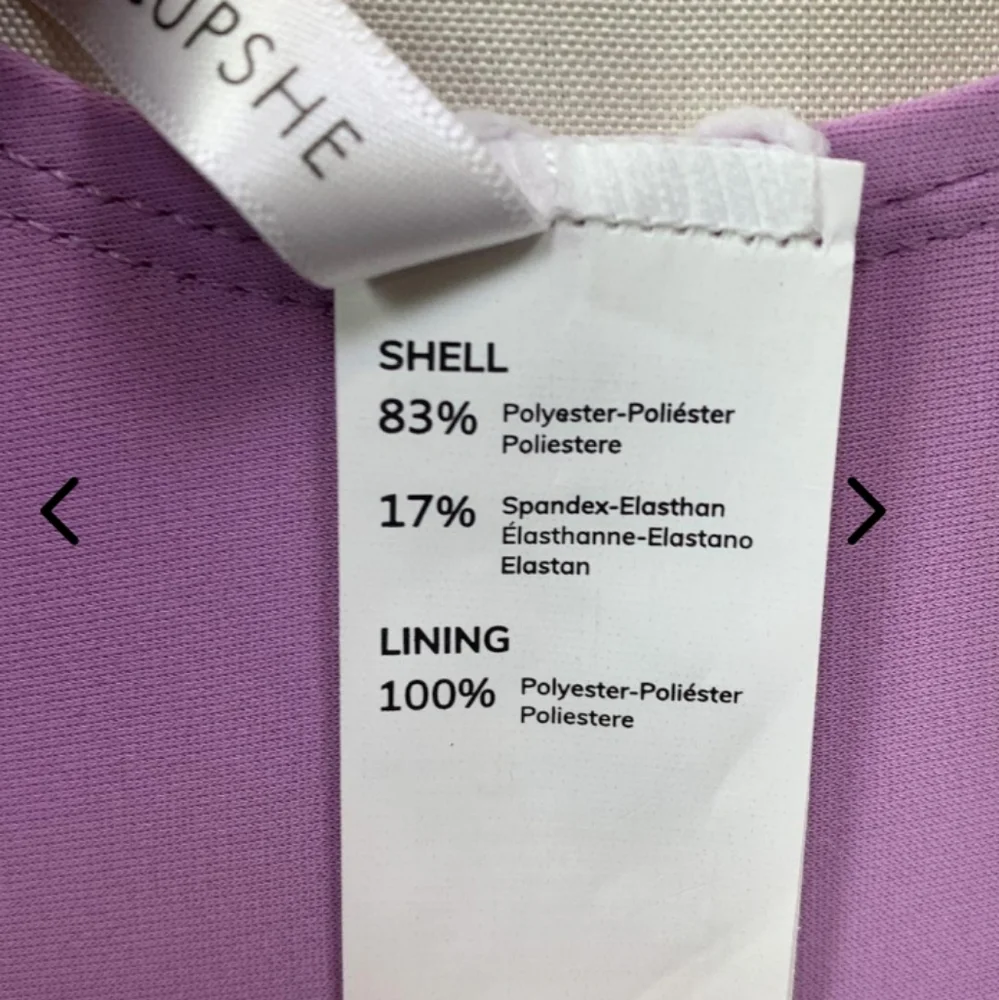 UPSHE
SHELL
83% Polyester-Poliéster
Poliestere
17% Spandex-Elasthan
Élasthanne-Elastano
Elastan
LINING
100% Polyester-Poliéster
Poliestere